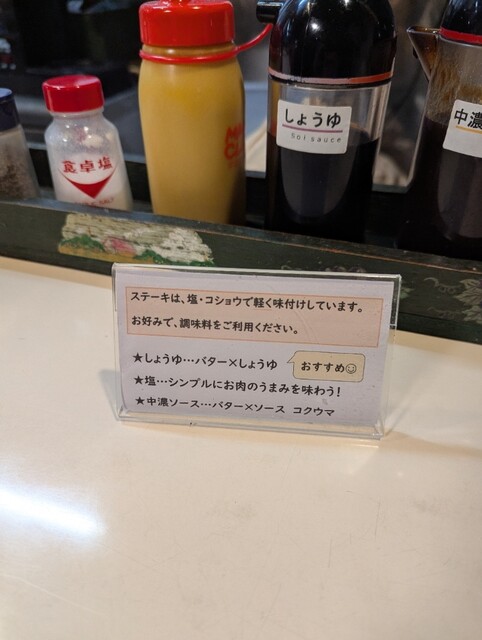 しょうゆ
Soi sauce
中濃
食卓塩
ステーキは、塩・コショウで軽く味付けしています。
お好みで、調味料をご利用ください。
★しょうゆ…バター×しょうゆ おすすめ☺
★塩…シンプルにお肉のうまみを味わう!
★中濃ソース…バター×ソース コクウマ